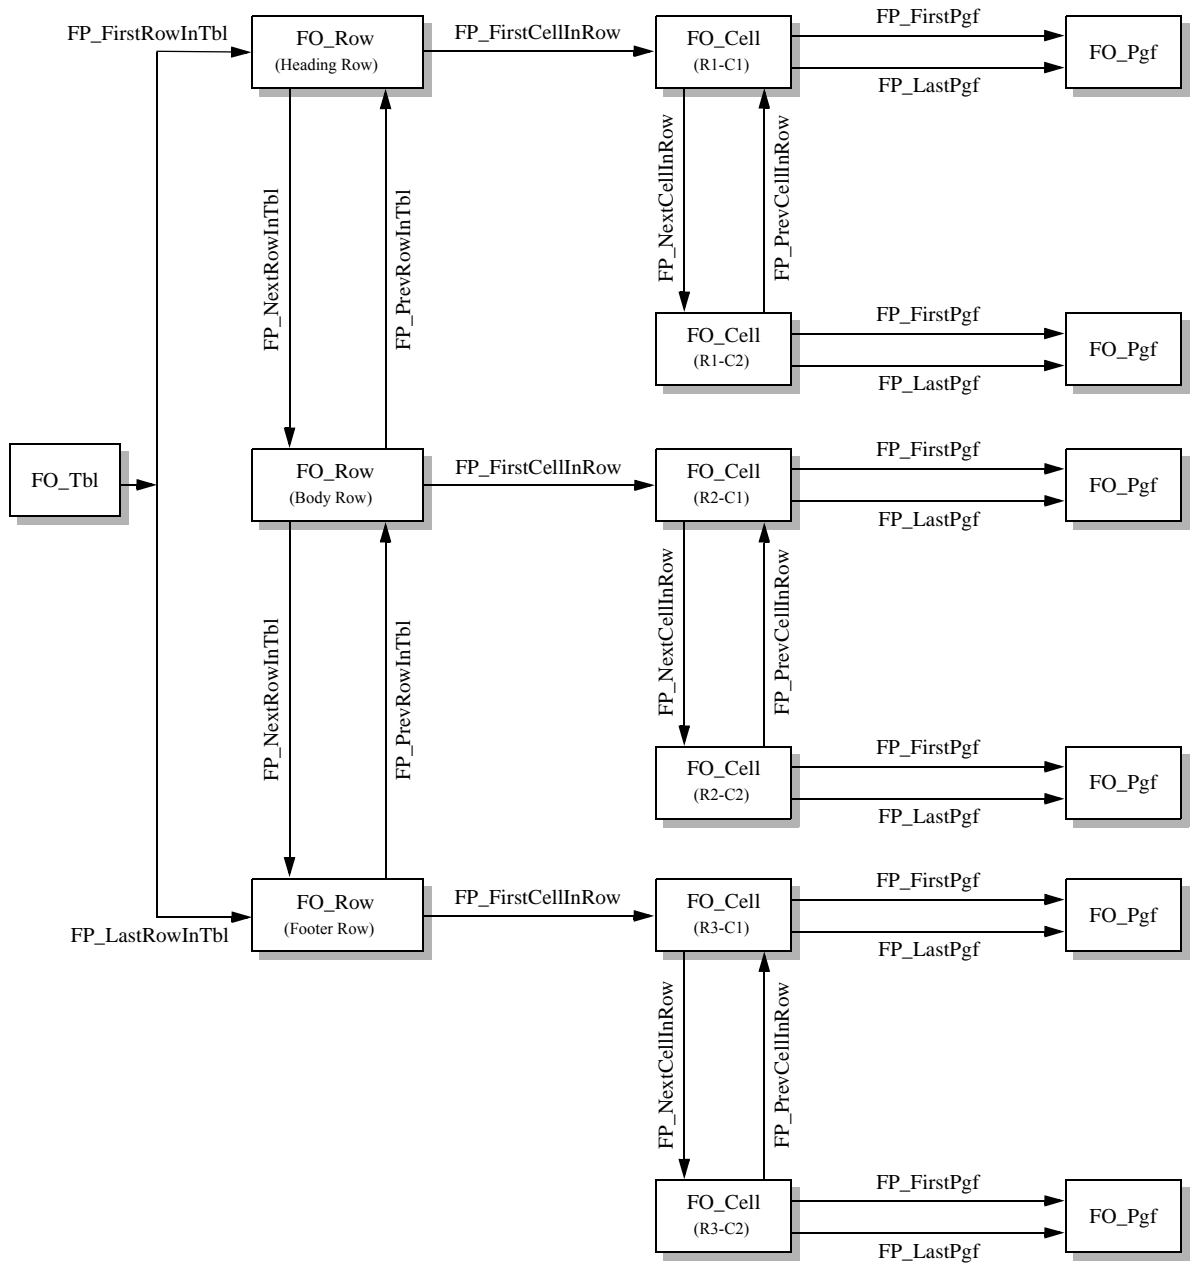 FP_FirstRowInTbl
FO_Row
(Heading Row)
FP_FirstCellInRow
FO_Cell
(R1-C1)
FP_FirstPgf
FP_LastPgf
FO_Pgf
FP_NextRowInTbl
FP_PrevRowInTbl
FP_NextCellInRow
FP_PrevCellInRow
FO_Cell
(R1-C2)
FP_FirstPgf
FP_LastPgf
FO_Pgf
FO_Tbl
FO_Row
(Body Row)
FP_FirstCellInRow
FO_Cell
(R2-C1)
FP_FirstPgf
FP_LastPgf
FO_Pgf
FP_NextRowInTbl
FP_PrevRowInTbl
FP_NextCellInRow
FP_PrevCellInRow
FO_Cell
(R2-C2)
FP_FirstPgf
FP_LastPgf
FO_Pgf
FP_LastRowInTbl
FO_Row
(Footer Row)
FP_FirstCellInRow
FO_Cell
(R3-C1)
FP_FirstPgf
FP_LastPgf
FO_Pgf
FP_NextCellInRow
FP_PrevCellInRow
FO_Cell
(R3-C2)
FP_FirstPgf
FP_LastPgf
FO_Pgf